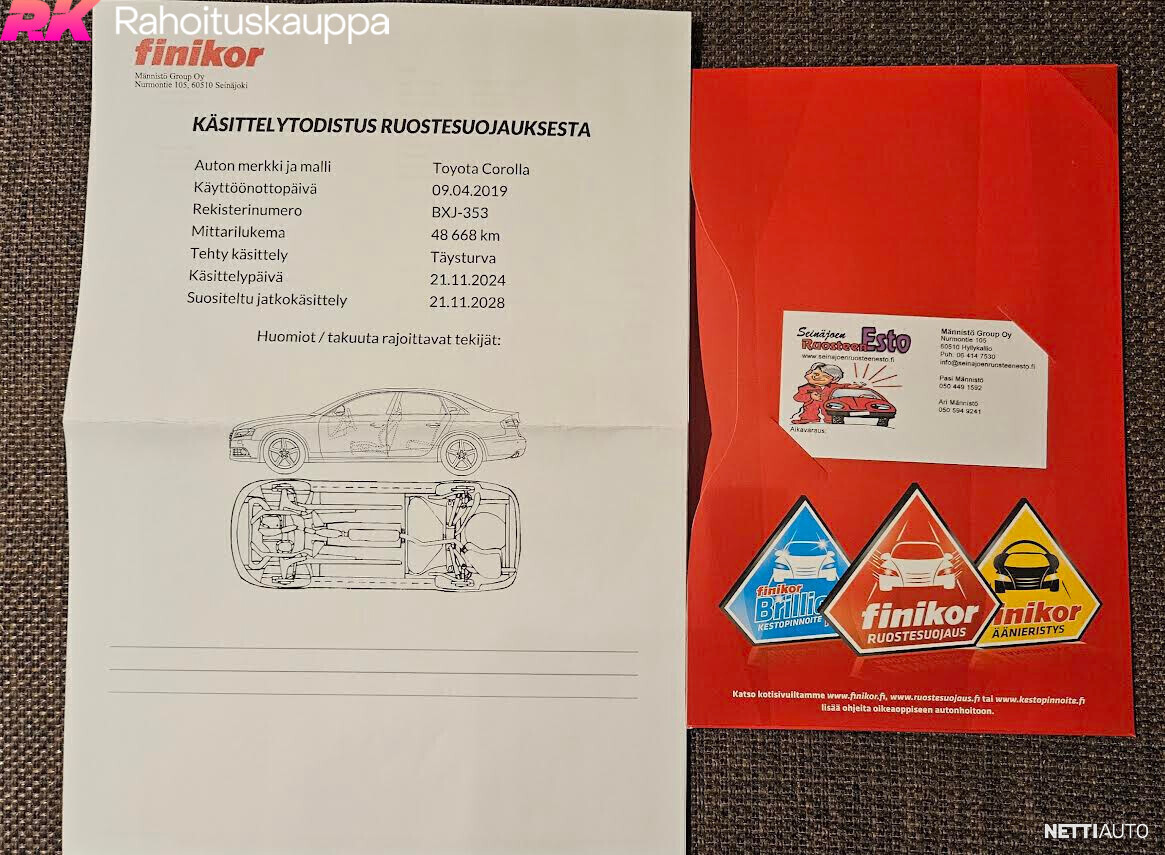 RK Rahoituskauppa
finikor
Männistö Group Oy
Nurmontie 105, 60510 Seinäjoki
KÄSITTELYTODISTUS RUOSTESUOJAUKSESTA
Auton merkki ja malli Toyota Corolla
Käyttöönottopäivä 09.04.2019
Rekisterinumero BXJ-353
Mittarilukema 48 668 km
Tehty käsittely Täysturva
Käsittelypäivä 21.11.2024
Suositeltu jatkokäsittely 21.11.2028
Huomiot / takuuta rajoittavat tekijät:
Seinäjoen
RuosteenEsto
www.seinajoenruosteenesto.fi
Aikavaraus:
Männistö Group Oy
Nurmontie 105
60510 Hyllykallio
Puh: 06 414 7530
info@seinajoenruosteenesto.fi
Pasi Männistö
050 449 1592
Ari Männistö
050 594 9241
finikor
Brillia
KESTOPINNOITE
finikor
RUOSTESUOJAUS
inikor
ÄÄNIERISTYS
Katso kotisivuiltamme www.finikor.fi, www.ruostesuojaus.fi tai www.kestopinnoite.fi
lisää ohjeita oikeaoppiseen autonhoitoon.
NETTIAUTO